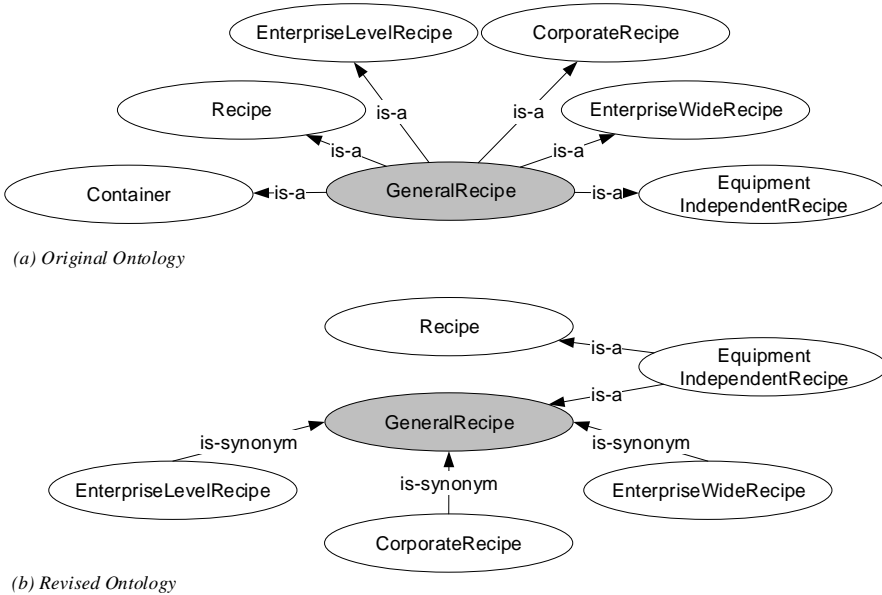 EnterpriseLevelRecipe
CorporateRecipe
is-a
is-a
Recipe
EnterpriseWideRecipe
is-a
is-a
Container
is-a
GeneralRecipe
is-a
Equipment
IndependentRecipe
(a) Original Ontology
Recipe
is-a
Equipment
IndependentRecipe
is-a
GeneralRecipe
is-synonym
is-synonym
EnterpriseLevelRecipe
is-synonym
EnterpriseWideRecipe
CorporateRecipe
(b) Revised Ontology